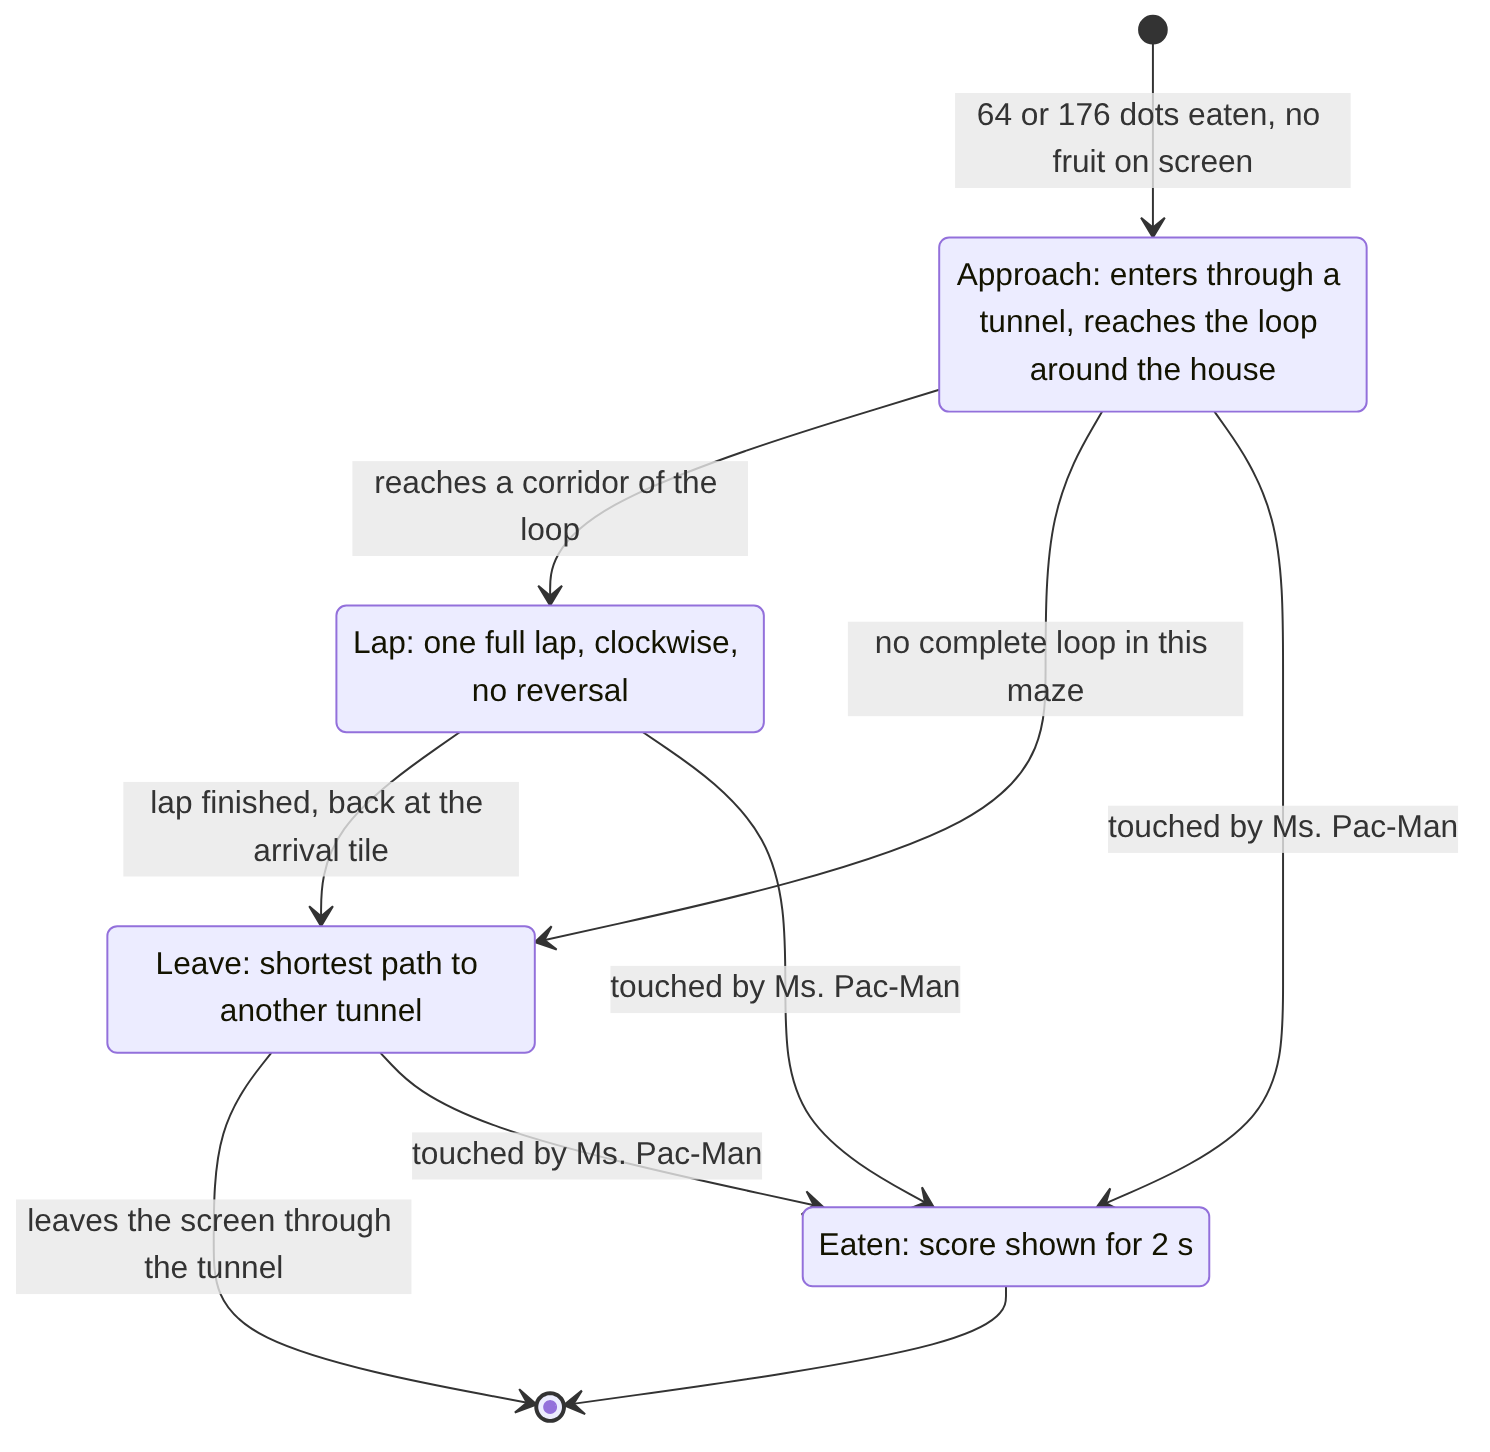 64 or 176 dots eaten, no
fruit on screen
Approach: enters through a
tunnel, reaches the loop
around the house
reaches a corridor of the
loop
Lap: one full lap, clockwise,
no reversal
no complete loop in this
maze
touched by Ms. Pac-Man
lap finished, back at the
arrival tile
Leave: shortest path to
another tunnel
touched by Ms. Pac-Man
touched by Ms. Pac-Man
leaves the screen through
the tunnel
Eaten: score shown for 2 s